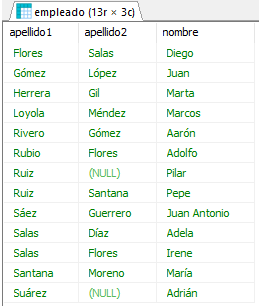 empleado (13r × 3c)
apellido1 apellido2 nombre
Flores Salas Diego
Gómez López Juan
Herrera Gil Marta
Loyola Méndez Marcos
Rivero Gómez Aarón
Rubio Flores Adolfo
Ruiz (NULL) Pilar
Ruiz Santana Pepe
Sáez Guerrero Juan Antonio
Salas Díaz Adela
Salas Flores Irene
Santana Moreno María
Suárez (NULL) Adrián